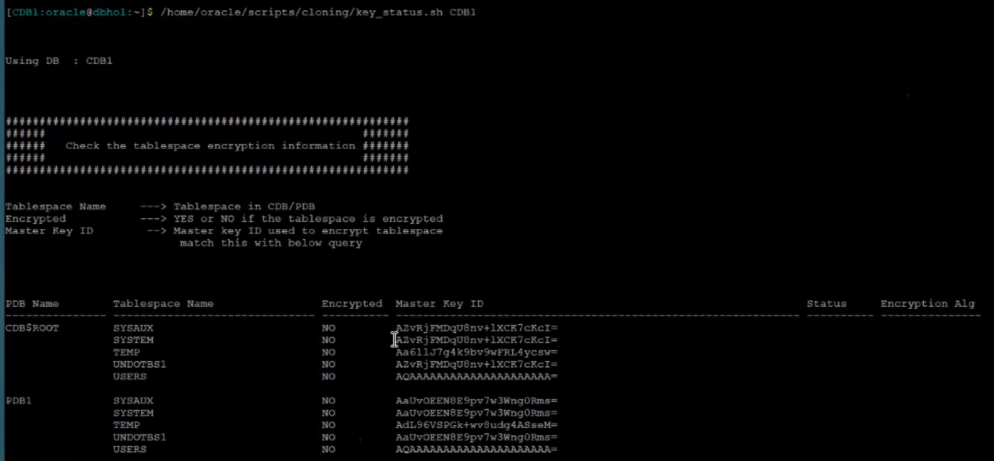 [CDB1:oracle@dbhol:~]$ /home/oracle/scripts/cloning/key_status.sh CDB1
Using DB : CDB1
############################################################
###### #######
###### Check the tablespace encryption information #######
###### #######
############################################################
Tablespace Name ---> Tablespace in CDB/PDB
Encrypted ---> YES or NO if the tablespace is encrypted
Master Key ID --> Master key ID used to encrypt tablespace
match this with below query
PDB Name Tablespace Name Encrypted Master Key ID Status Encryption Alg
CDB$ROOT SYSAUX NO AZvRjFMDqU8nv+lXCK7cKcI=
SYSTEM NO AZvRjFMDqU8nv+lXCK7cKcI=
TEMP NO Aa6llJ7g4k9bv9wFRL4ycsw=
UNDOTBS1 NO AZvRjFMDqU8nv+lXCK7cKcI=
USERS NO AQAAAAAAAAAAAAAAAAAAAAA=
PDB1 SYSAUX NO AaUvOEEN8E9pv7w3Wng0Rms=
SYSTEM NO AaUvOEEN8E9pv7w3Wng0Rms=
TEMP NO AdL96VSPGk+wv8udg4ASseM=
UNDOTBS1 NO AaUvOEEN8E9pv7w3Wng0Rms=
USERS NO AQAAAAAAAAAAAAAAAAAAAAA=